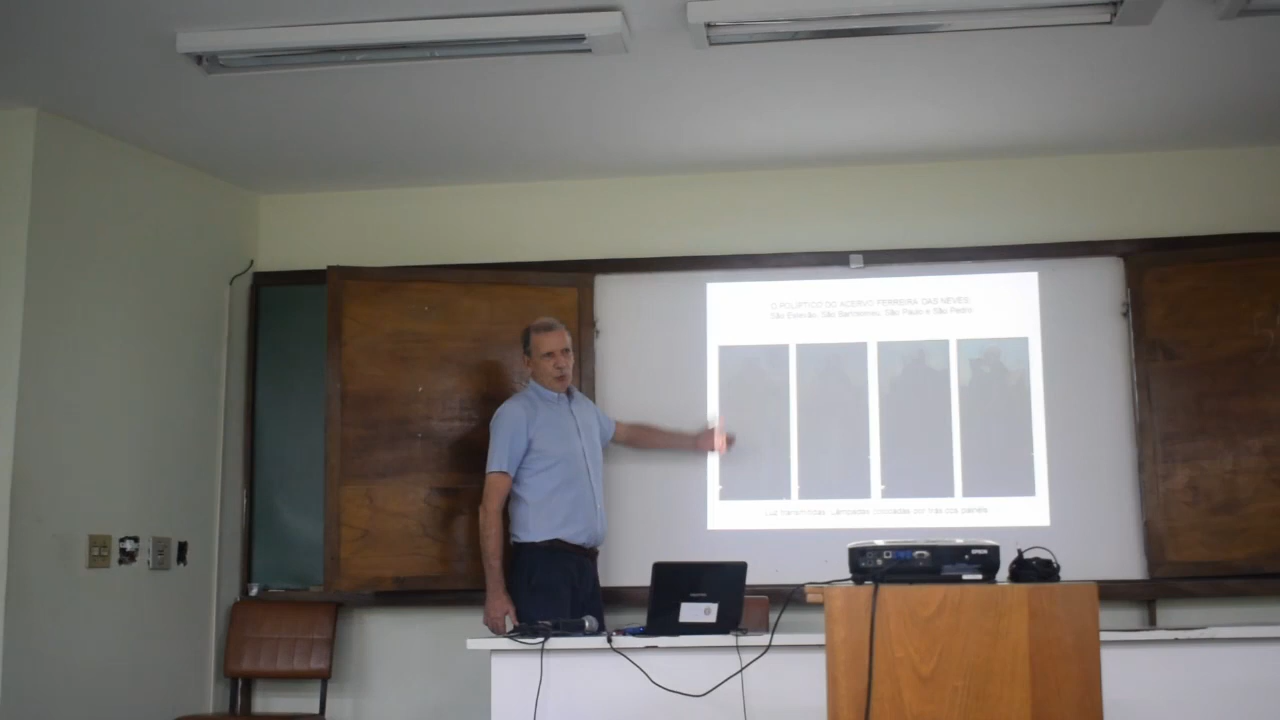 O POLÍPTICO DO ACERVO FERREIRA DAS NEVES:
São Estevão, São Bartolomeu, São Paulo e São Pedro
Luz Transmitida: Lâmpadas colocadas por trás dos painéis
EPSON